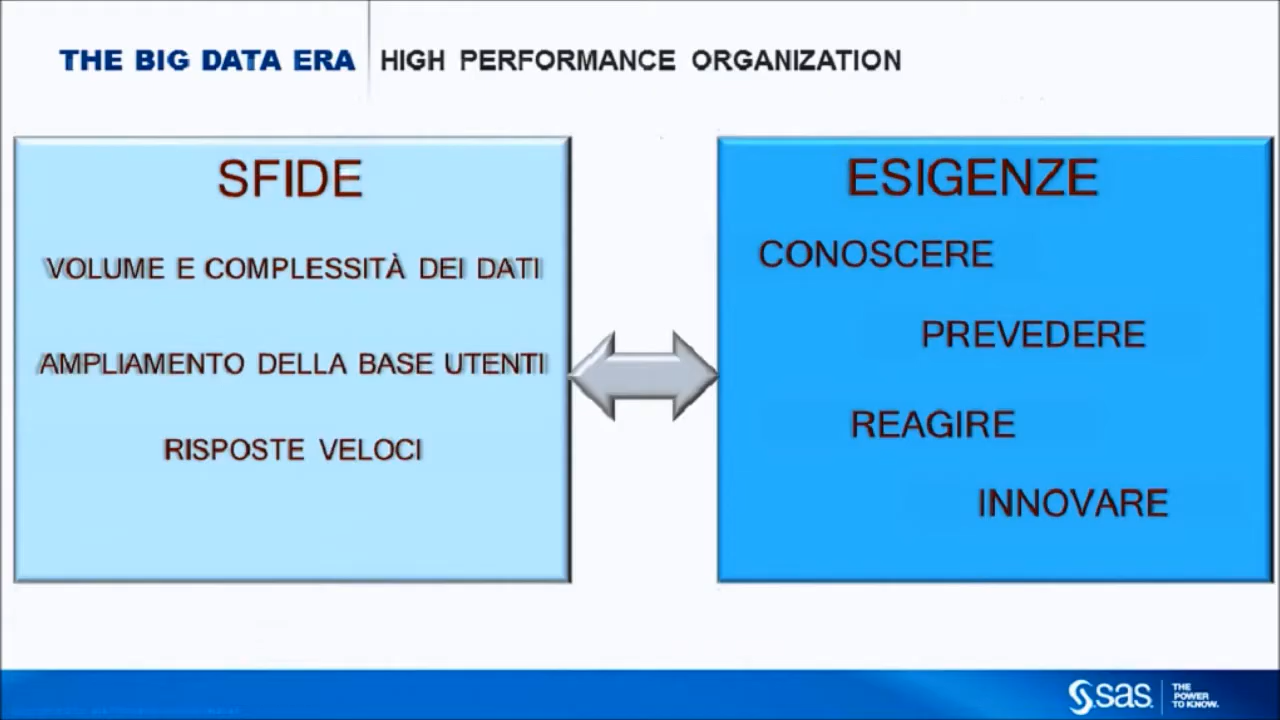 THE BIG DATA ERA HIGH PERFORMANCE ORGANIZATION
SFIDE
VOLUME E COMPLESSITÀ DEI DATI
AMPLIAMENTO DELLA BASE UTENTI
RISPOSTE VELOCI
ESIGENZE
CONOSCERE
PREVEDERE
REAGIRE
INNOVARE
sas
THE
POWER
TO KNOW.